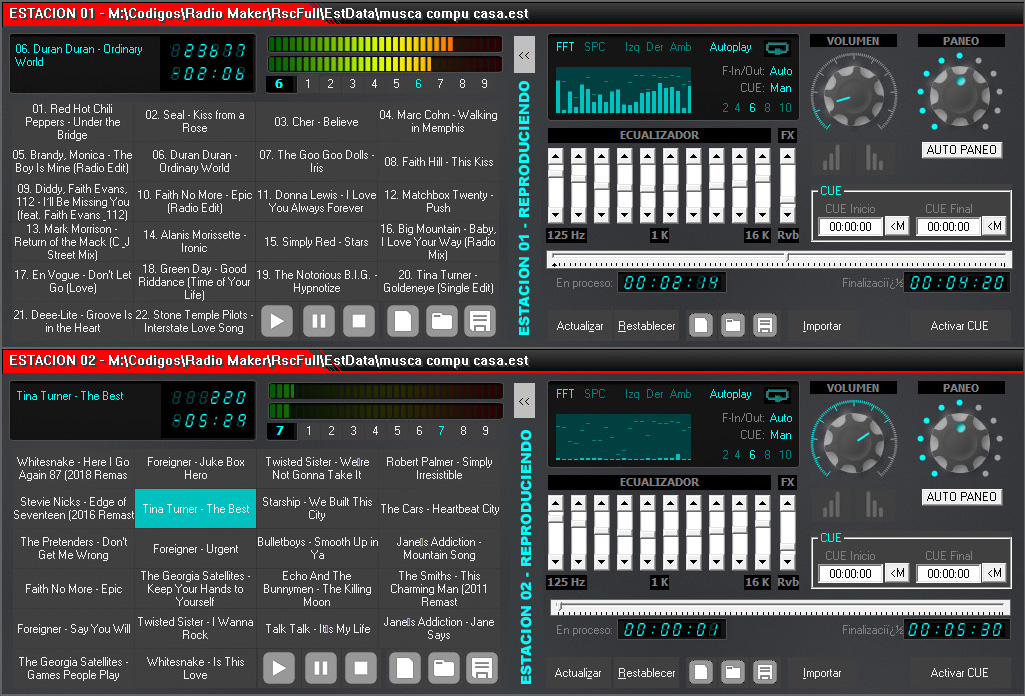 ESTACION 01 - M:\Codigos\Radio Maker\RscFull\EstData\musca compu casa.est
06. Duran Duran - Ordinary
World
23677
02:06
6 1 2 3 4 5 6 7 8 9
<<
ESTACION 01 - REPRODUCIENDO
01. Red Hot Chili
Peppers - Under the
Bridge
02. Seal - Kiss from a
Rose
03. Cher - Believe
04. Marc Cohn - Walking
in Memphis
05. Brandy, Monica - The
Boy Is Mine (Radio Edit)
06. Duran Duran -
Ordinary World
07. The Goo Goo Dolls -
Iris
08. Faith Hill - This Kiss
09. Diddy, Faith Evans,
112 - I'll Be Missing You
(feat. Faith Evans_112)
10. Faith No More - Epic
(Radio Edit)
11. Donna Lewis - I Love
You Always Forever
12. Matchbox Twenty -
Push
13. Mark Morrison -
Return of the Mack (C_J
Street Mix)
14. Alanis Morissette -
Ironic
15. Simply Red - Stars
16. Big Mountain - Baby,
I Love Your Way (Radio
Mix)
17. En Vogue - Don't Let
Go (Love)
18. Green Day - Good
Riddance (Time of Your
Life)
19. The Notorious B.I.G. -
Hypnotize
20. Tina Turner -
Goldeneye (Single Edit)
21. Deee-Lite - Groove Is
in the Heart
22. Stone Temple Pilots -
Interstate Love Song
FFT SPC Izq Der Amb Autoplay
F-In/Out: Auto
CUE: Man
2 4 6 8 10
VOLUMEN
PANEO
AUTO PANEO
ECUALIZADOR
FX
125 Hz 1 K 16 K Rvb
CUE
CUE Inicio CUE Final
00:00:00 <M 00:00:00 <M
En proceso: 00:02:14
Finalizacï¿½ 00:04:20
Actualizar Restablecer Importar Activar CUE
ESTACION 02 - M:\Codigos\Radio Maker\RscFull\EstData\musca compu casa.est
Tina Turner - The Best
220
05:29
7 1 2 3 4 5 6 7 8 9
<<
ESTACION 02 - REPRODUCIENDO
Whitesnake - Here I Go
Again 87 (2018 Remas
Foreigner - Juke Box
Hero
Twisted Sister - We▯re
Not Gonna Take It
Robert Palmer - Simply
Irresistible
Stevie Nicks - Edge of
Seventeen (2016 Remast
Tina Turner - The Best
Starship - We Built This
City
The Cars - Heartbeat City
The Pretenders - Don't
Get Me Wrong
Foreigner - Urgent
Bulletboys - Smooth Up in
Ya
Jane▯s Addiction -
Mountain Song
Faith No More - Epic
The Georgia Satellites -
Keep Your Hands to
Yourself
Echo And The
Bunnymen - The Killing
Moon
The Smiths - This
Charming Man (2011
Remast
Foreigner - Say You Will
Twisted Sister - I Wanna
Rock
Talk Talk - It▯s My Life
Jane▯s Addiction - Jane
Says
The Georgia Satellites -
Games People Play
Whitesnake - Is This
Love
FFT SPC Izq Der Amb Autoplay
F-In/Out: Auto
CUE: Man
2 4 6 8 10
VOLUMEN
PANEO
AUTO PANEO
ECUALIZADOR
FX
125 Hz 1 K 16 K Rvb
CUE
CUE Inicio CUE Final
00:00:00 <M 00:00:00 <M
En proceso: 00:00:01
Finalizacï¿½ 00:05:30
Actualizar Restablecer Importar Activar CUE